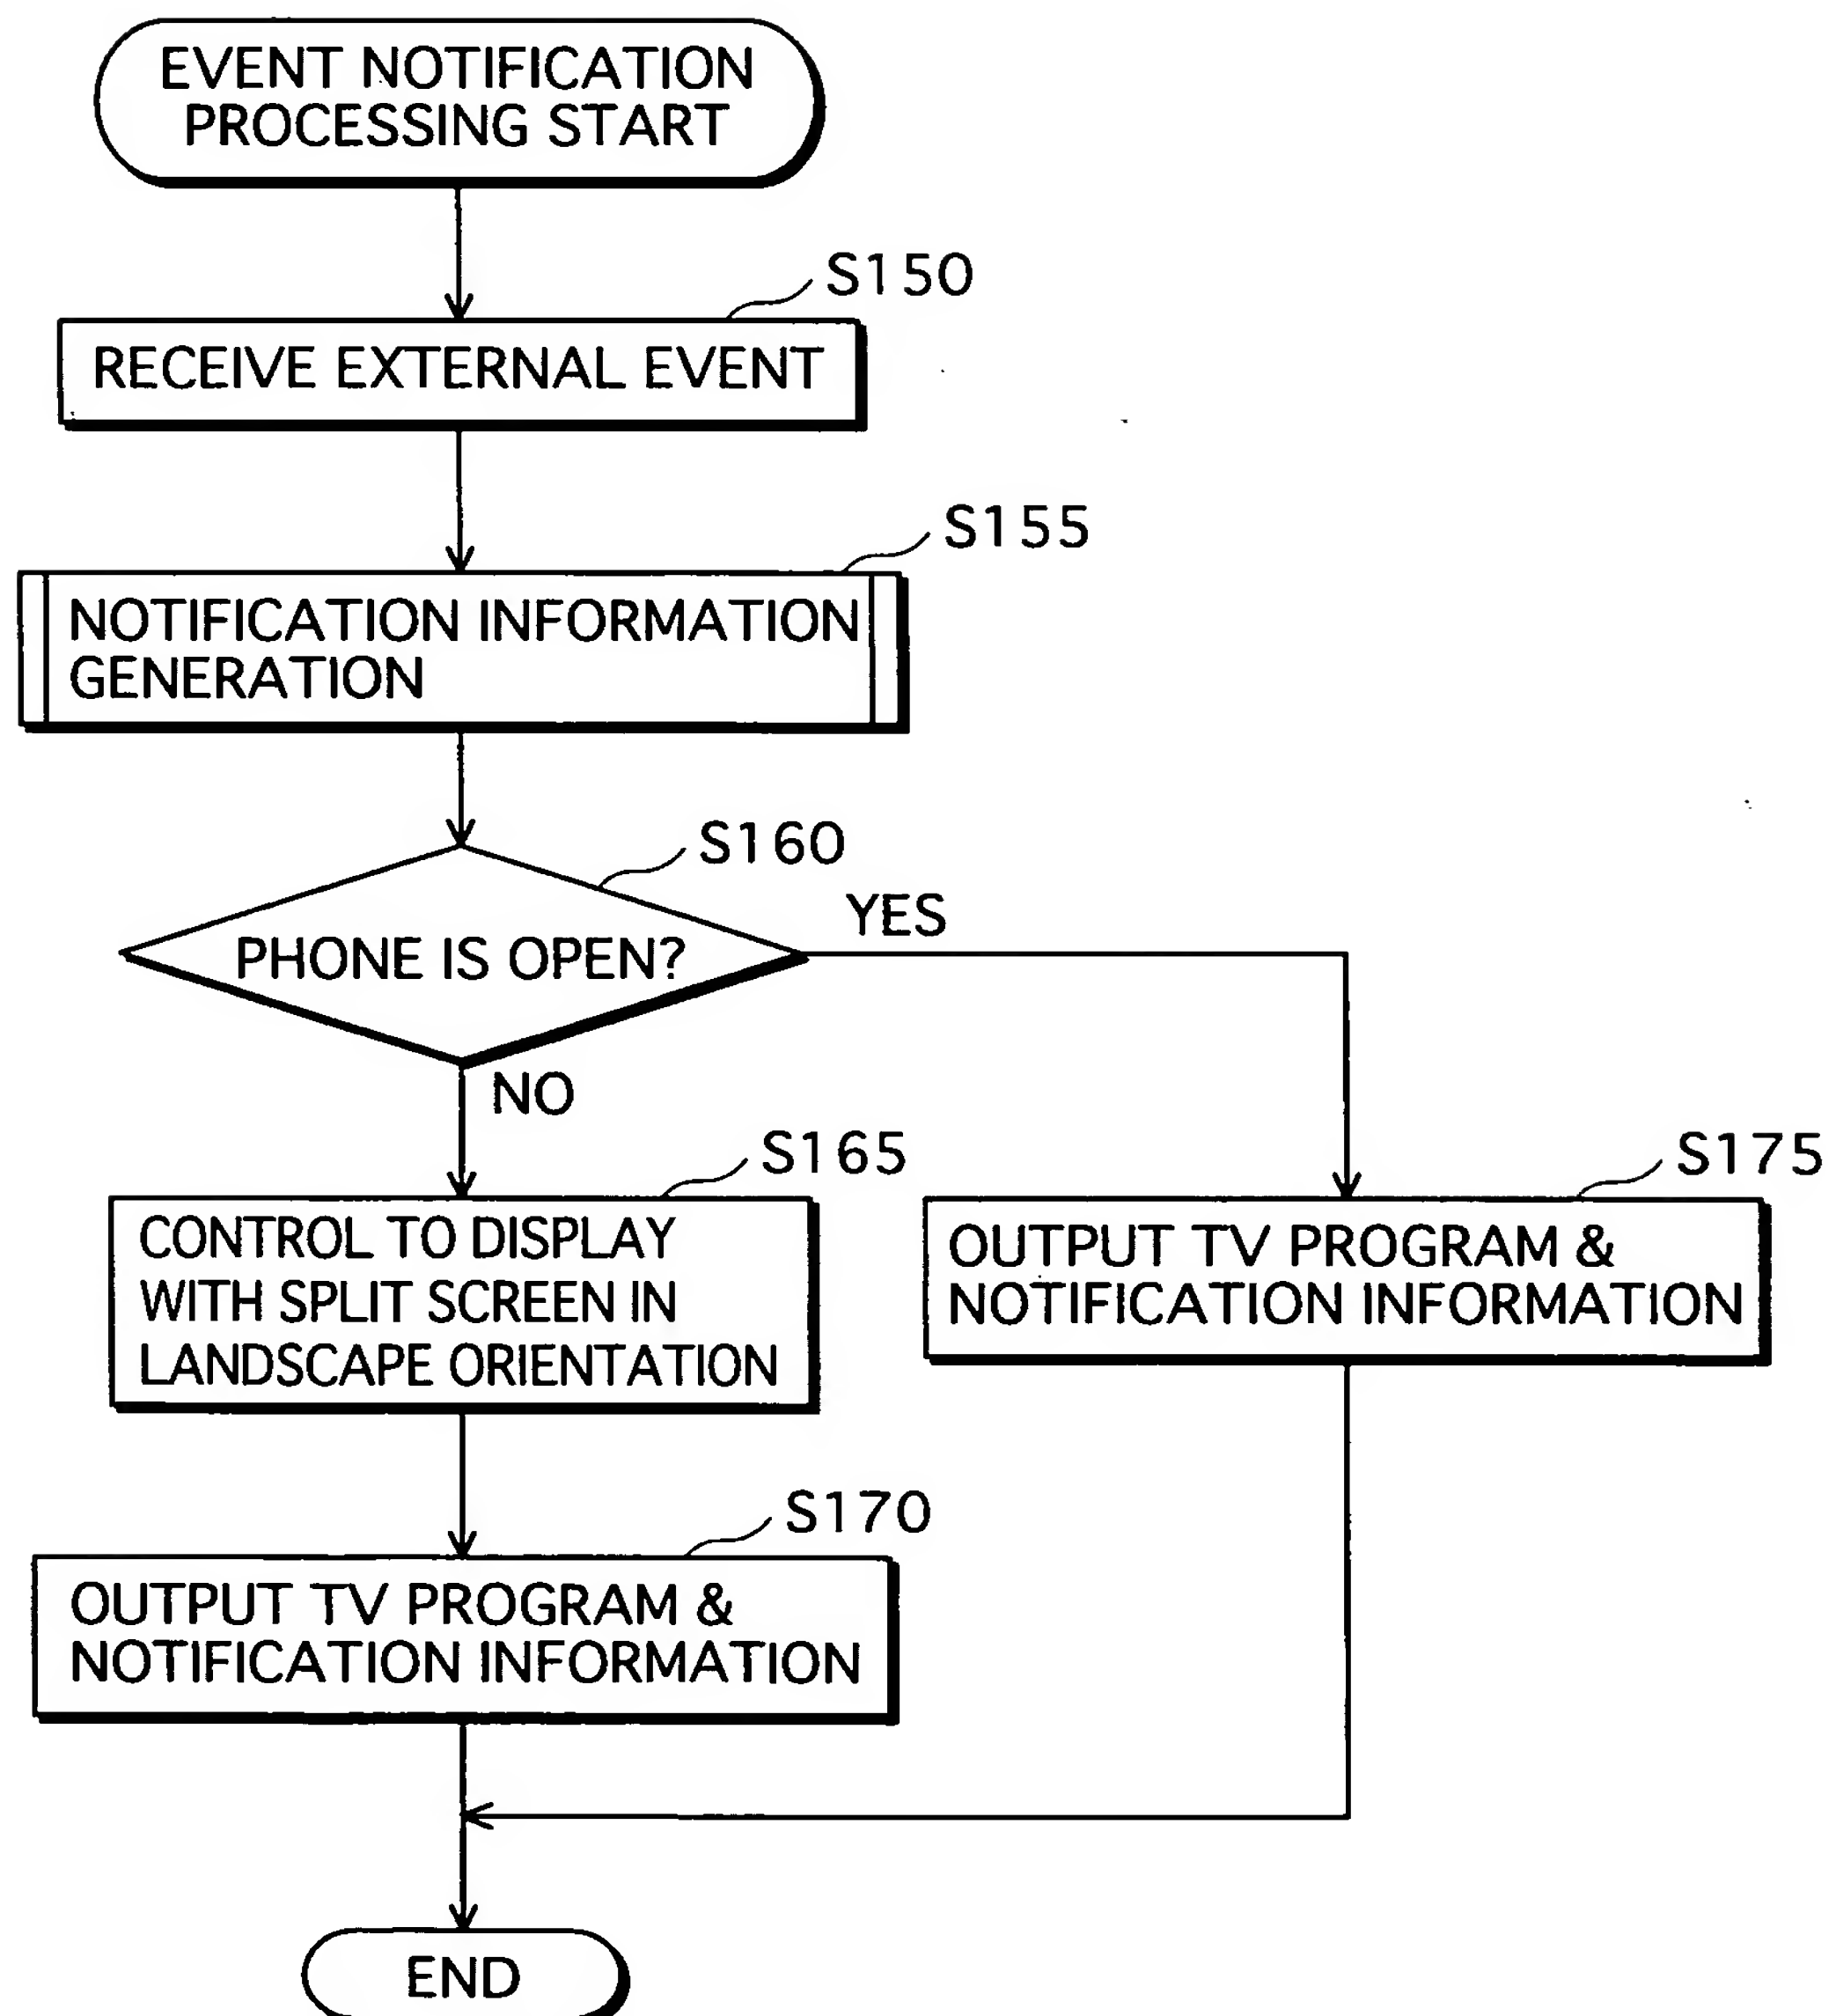 EVENT NOTIFICATION
PROCESSING START
S150
RECEIVE EXTERNAL EVENT
S155
NOTIFICATION INFORMATION
GENERATION
S160
YES
PHONE IS OPEN?
NO
S165
CONTROL TO DISPLAY
WITH SPLIT SCREEN IN
LANDSCAPE ORIENTATION
S175
OUTPUT TV PROGRAM &
NOTIFICATION INFORMATION
S170
OUTPUT TV PROGRAM &
NOTIFICATION INFORMATION
END